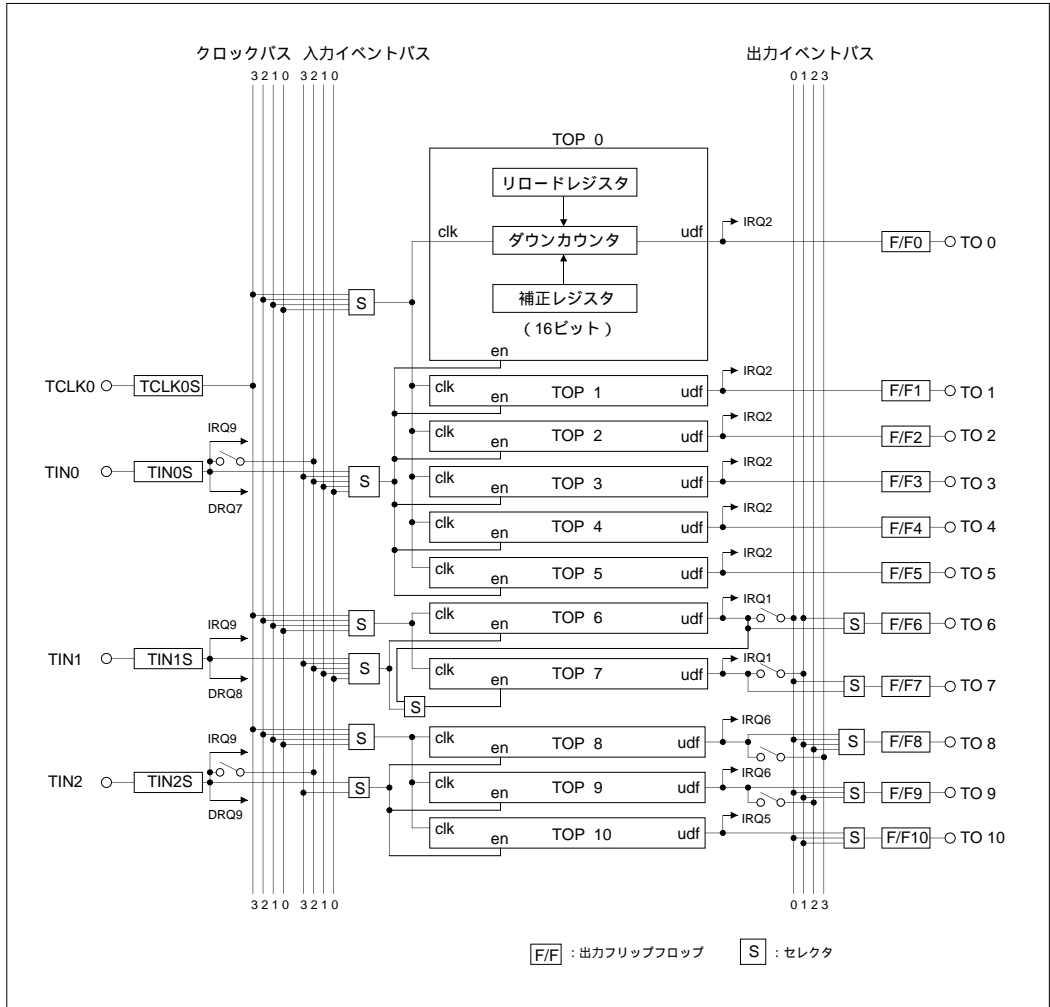 クロックバス 入力イベントバス 出力イベントバス
3 2 1 0 3 2 1 0 0 1 2 3
TOP 0
リロードレジスタ
clk ダウンカウンタ udf IRQ2
F/F0 TO 0
S
補正レジスタ
(16ビット)
en
TCLK0 TCLK0S clk en TOP 1 udf IRQ2 F/F1 TO 1
clk en TOP 2 udf IRQ2 F/F2 TO 2
IRQ9
TIN0 TIN0S S clk en TOP 3 udf IRQ2 F/F3 TO 3
DRQ7
clk en TOP 4 udf IRQ2 F/F4 TO 4
clk en TOP 5 udf IRQ2 F/F5 TO 5
IRQ9 S clk en TOP 6 udf IRQ1 S F/F6 TO 6
TIN1 TIN1S S clk en TOP 7 udf IRQ1 S F/F7 TO 7
DRQ8 S
IRQ9 S clk en TOP 8 udf IRQ6 S F/F8 TO 8
TIN2 TIN2S S clk en TOP 9 udf IRQ6 S F/F9 TO 9
DRQ9
clk en TOP 10 udf IRQ5 S F/F10 TO 10
3 2 1 0 3 2 1 0 0 1 2 3
F/F :出力フリップフロップ S :セレクタ